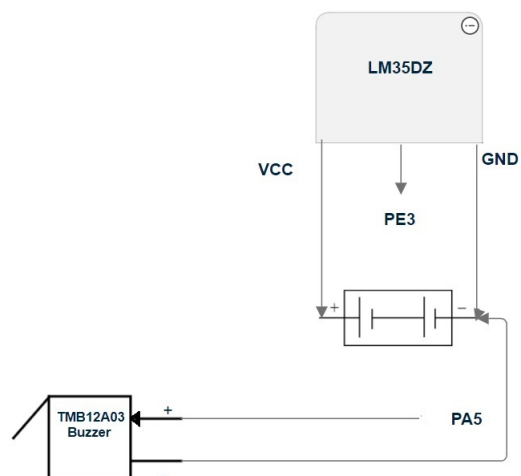 LM35DZ
VCC
GND
PE3
+
−
TMB12A03
Buzzer
+
PA5